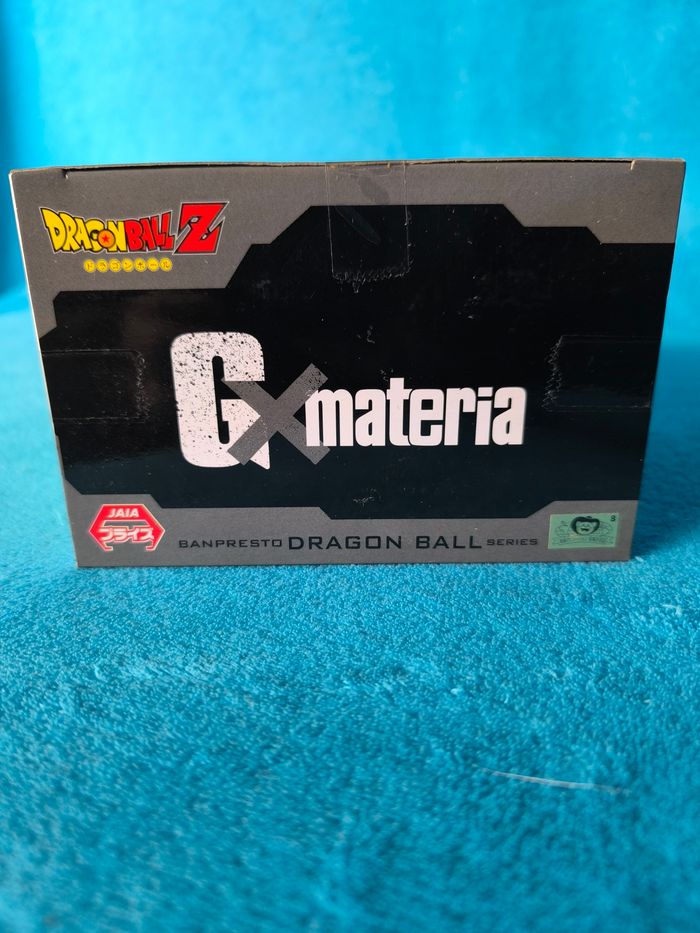 DRAGON BALL Z
ドラゴンボール
G×materia
JAIA
プライズ
BANPRESTO DRAGON BALL SERIES
8